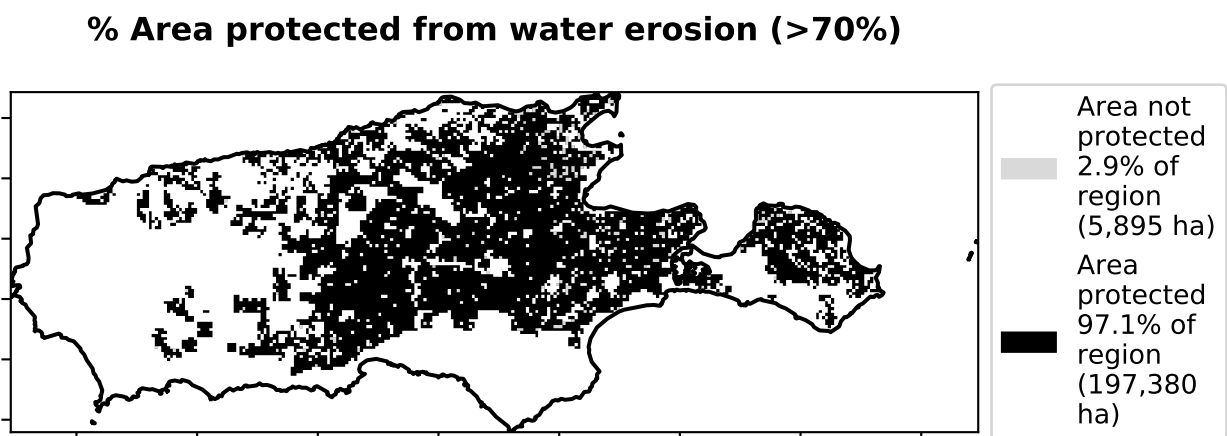 % Area protected from water erosion (>70%)
Area not
protected
2.9% of
region
(5,895 ha)
Area
protected
97.1% of
region
(197,380
ha)